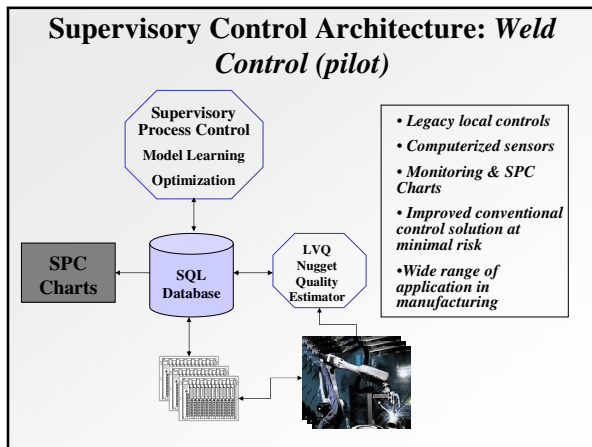 Supervisory Control Architecture: Weld
Control (pilot)
Supervisory
Process Control
Model Learning
Optimization
• Legacy local controls
• Computerized sensors
• Monitoring & SPC
Charts
• Improved conventional
control solution at
minimal risk
•Wide range of
application in
manufacturing
SPC
Charts
SQL
Database
LVQ
Nugget
Quality
Estimator